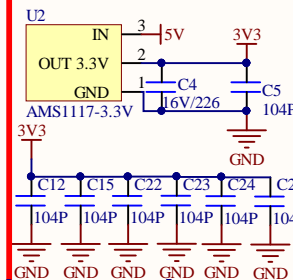 U2
IN 3 5V
OUT 3.3V 2 3V3
GND 1 C4 C5
16V/226 104P
AMS1117-3.3V
GND
3V3
C12 C15 C22 C23 C24
104P 104P 104P 104P 104P 104P
GND GND GND GND GND GND